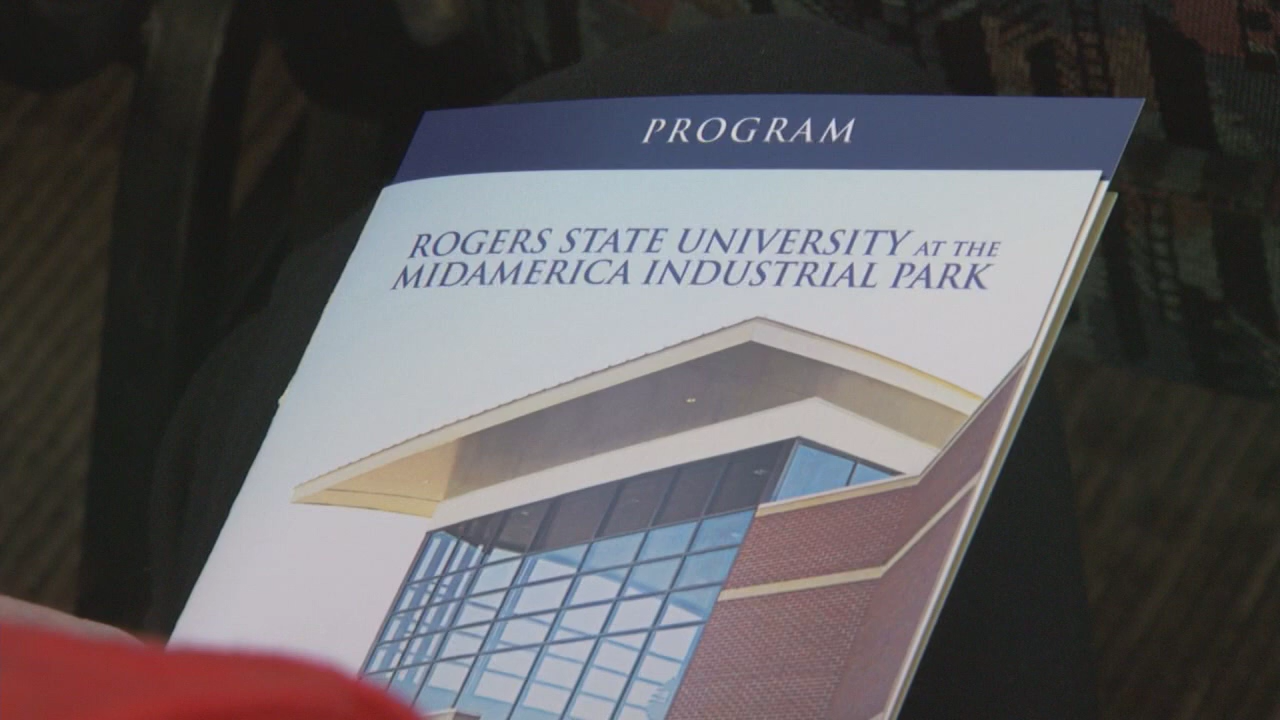 PROGRAM
ROGERS STATE UNIVERSITY AT THE
MIDAMERICA INDUSTRIAL PARK